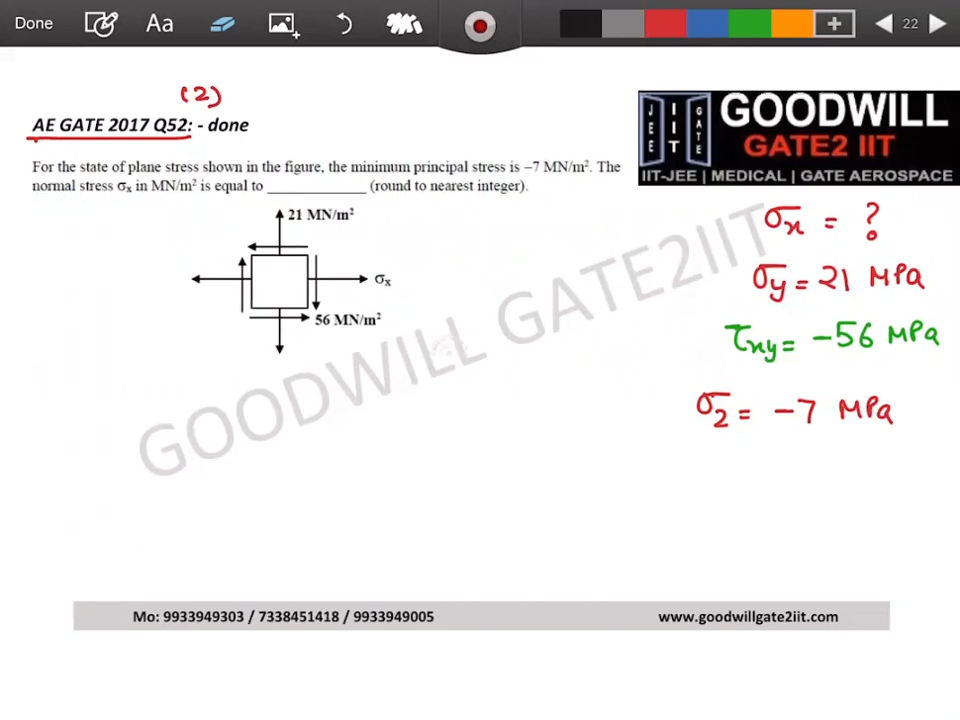 Done
Aa
22
(2)
AE GATE 2017 Q52: - done
JEE
IIT
GATE
GOODWILL
GATE2 IIT
IIT-JEE | MEDICAL | GATE AEROSPACE
For the state of plane stress shown in the figure, the minimum principal stress is −7 MN/m². The
normal stress σx in MN/m² is equal to ____________ (round to nearest integer).
21 MN/m²
σx
56 MN/m²
σx = ?
σy = 21 MPa
τxy = -56 MPa
σ2 = -7 MPa
GOODWILL GATE2IIT
Mo: 9933949303 / 7338451418 / 9933949005
www.goodwillgate2iit.com